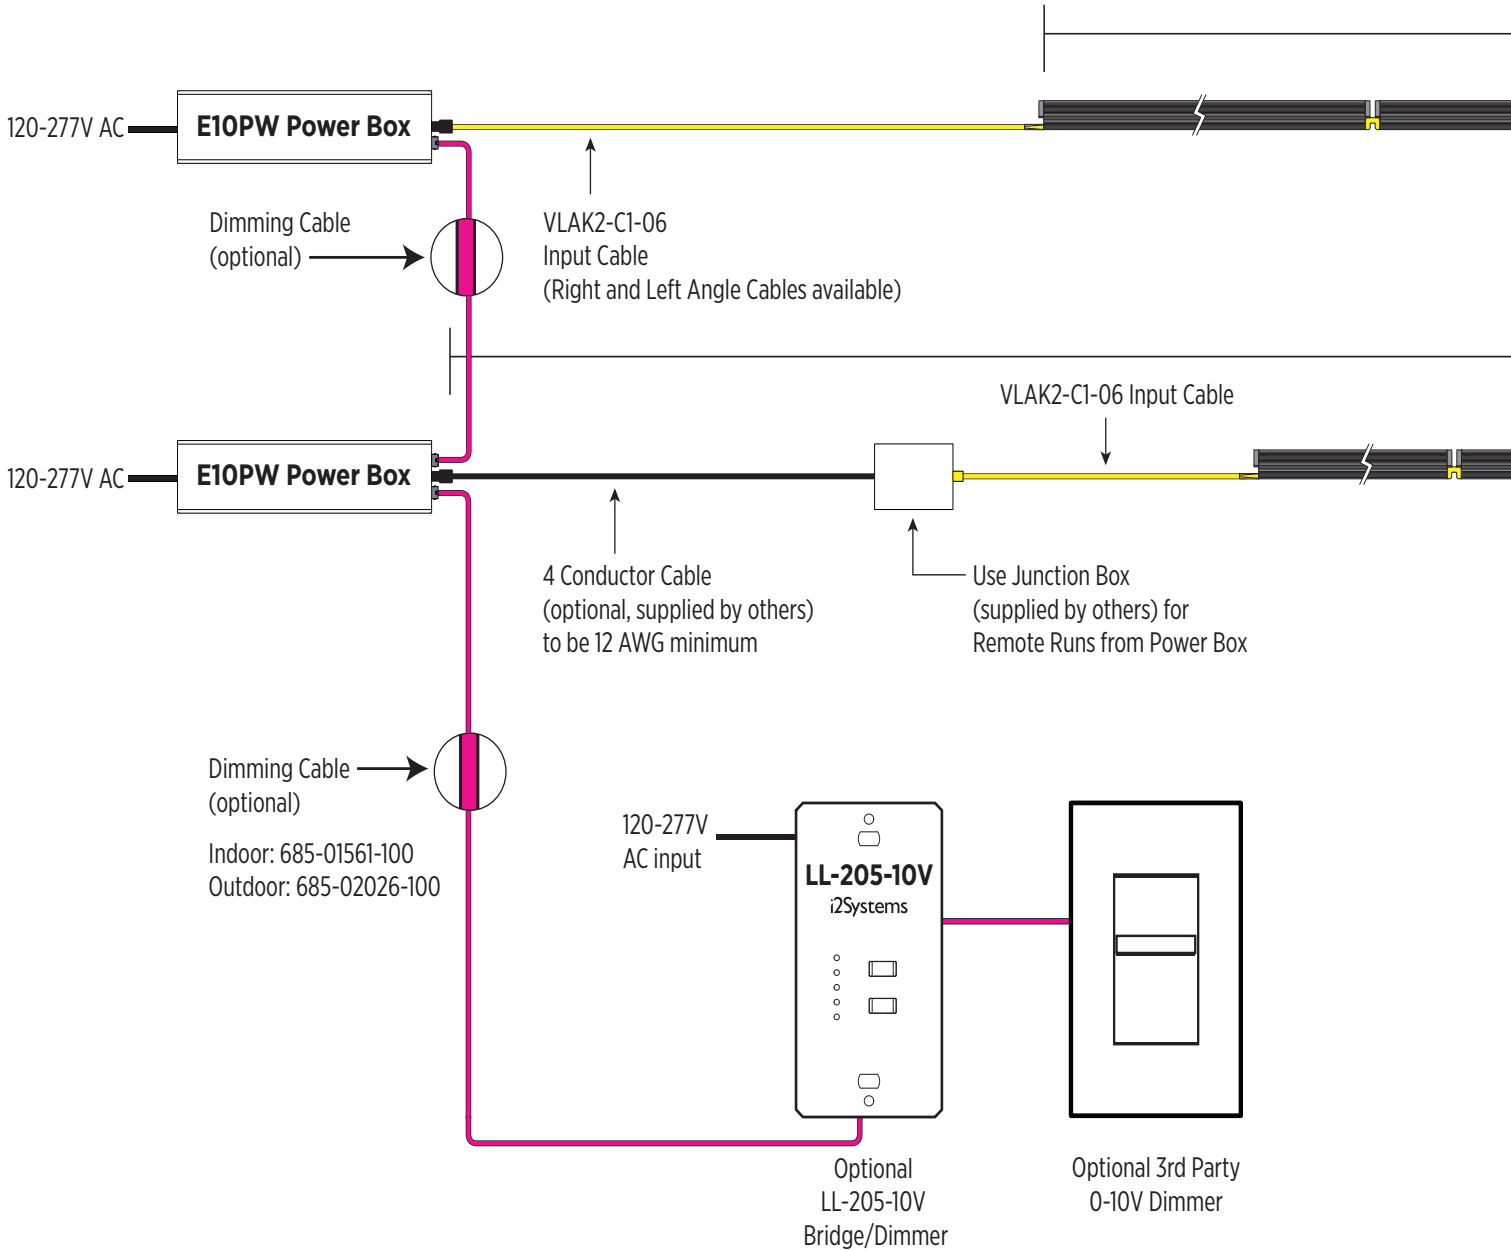 120-277V AC
E10PW Power Box
Dimming Cable
(optional)
VLAK2-C1-06
Input Cable
(Right and Left Angle Cables available)
VLAK2-C1-06 Input Cable
120-277V AC
E10PW Power Box
4 Conductor Cable
(optional, supplied by others)
to be 12 AWG minimum
Use Junction Box
(supplied by others) for
Remote Runs from Power Box
Dimming Cable
(optional)
Indoor: 685-01561-100
Outdoor: 685-02026-100
120-277V
AC input
LL-205-10V
i2Systems
Optional
LL-205-10V
Bridge/Dimmer
Optional 3rd Party
0-10V Dimmer